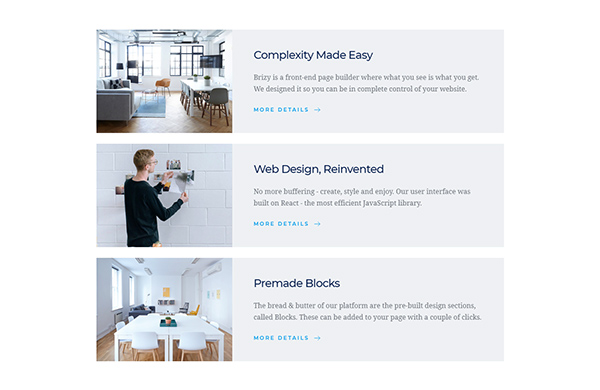 Complexity Made Easy
Brizy is a front-end page builder where what you see is what you get.
We designed it so you can be in complete control of your website.
MORE DETAILS →
Web Design, Reinvented
No more buffering - create, style and enjoy. Our user interface was
built on React - the most efficient JavaScript library.
MORE DETAILS →
Premade Blocks
The bread & butter of our platform are the pre-built design sections,
called Blocks. These can be added to your page with a couple of clicks.
MORE DETAILS →